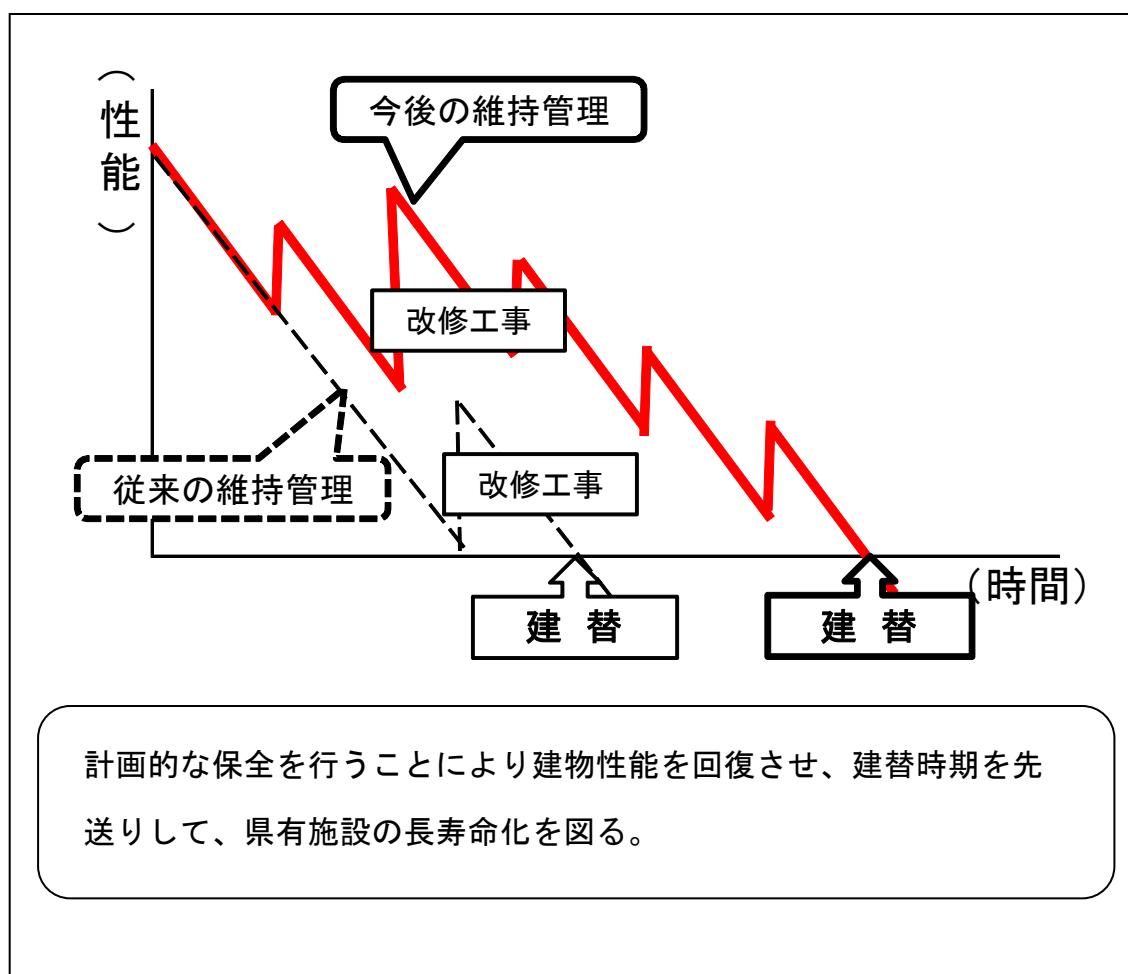 （性能）
今後の維持管理
改修工事
従来の維持管理
改修工事
（時間）
建 替
建 替
計画的な保全を行うことにより建物性能を回復させ、建替時期を先
送りして、県有施設の長寿命化を図る。